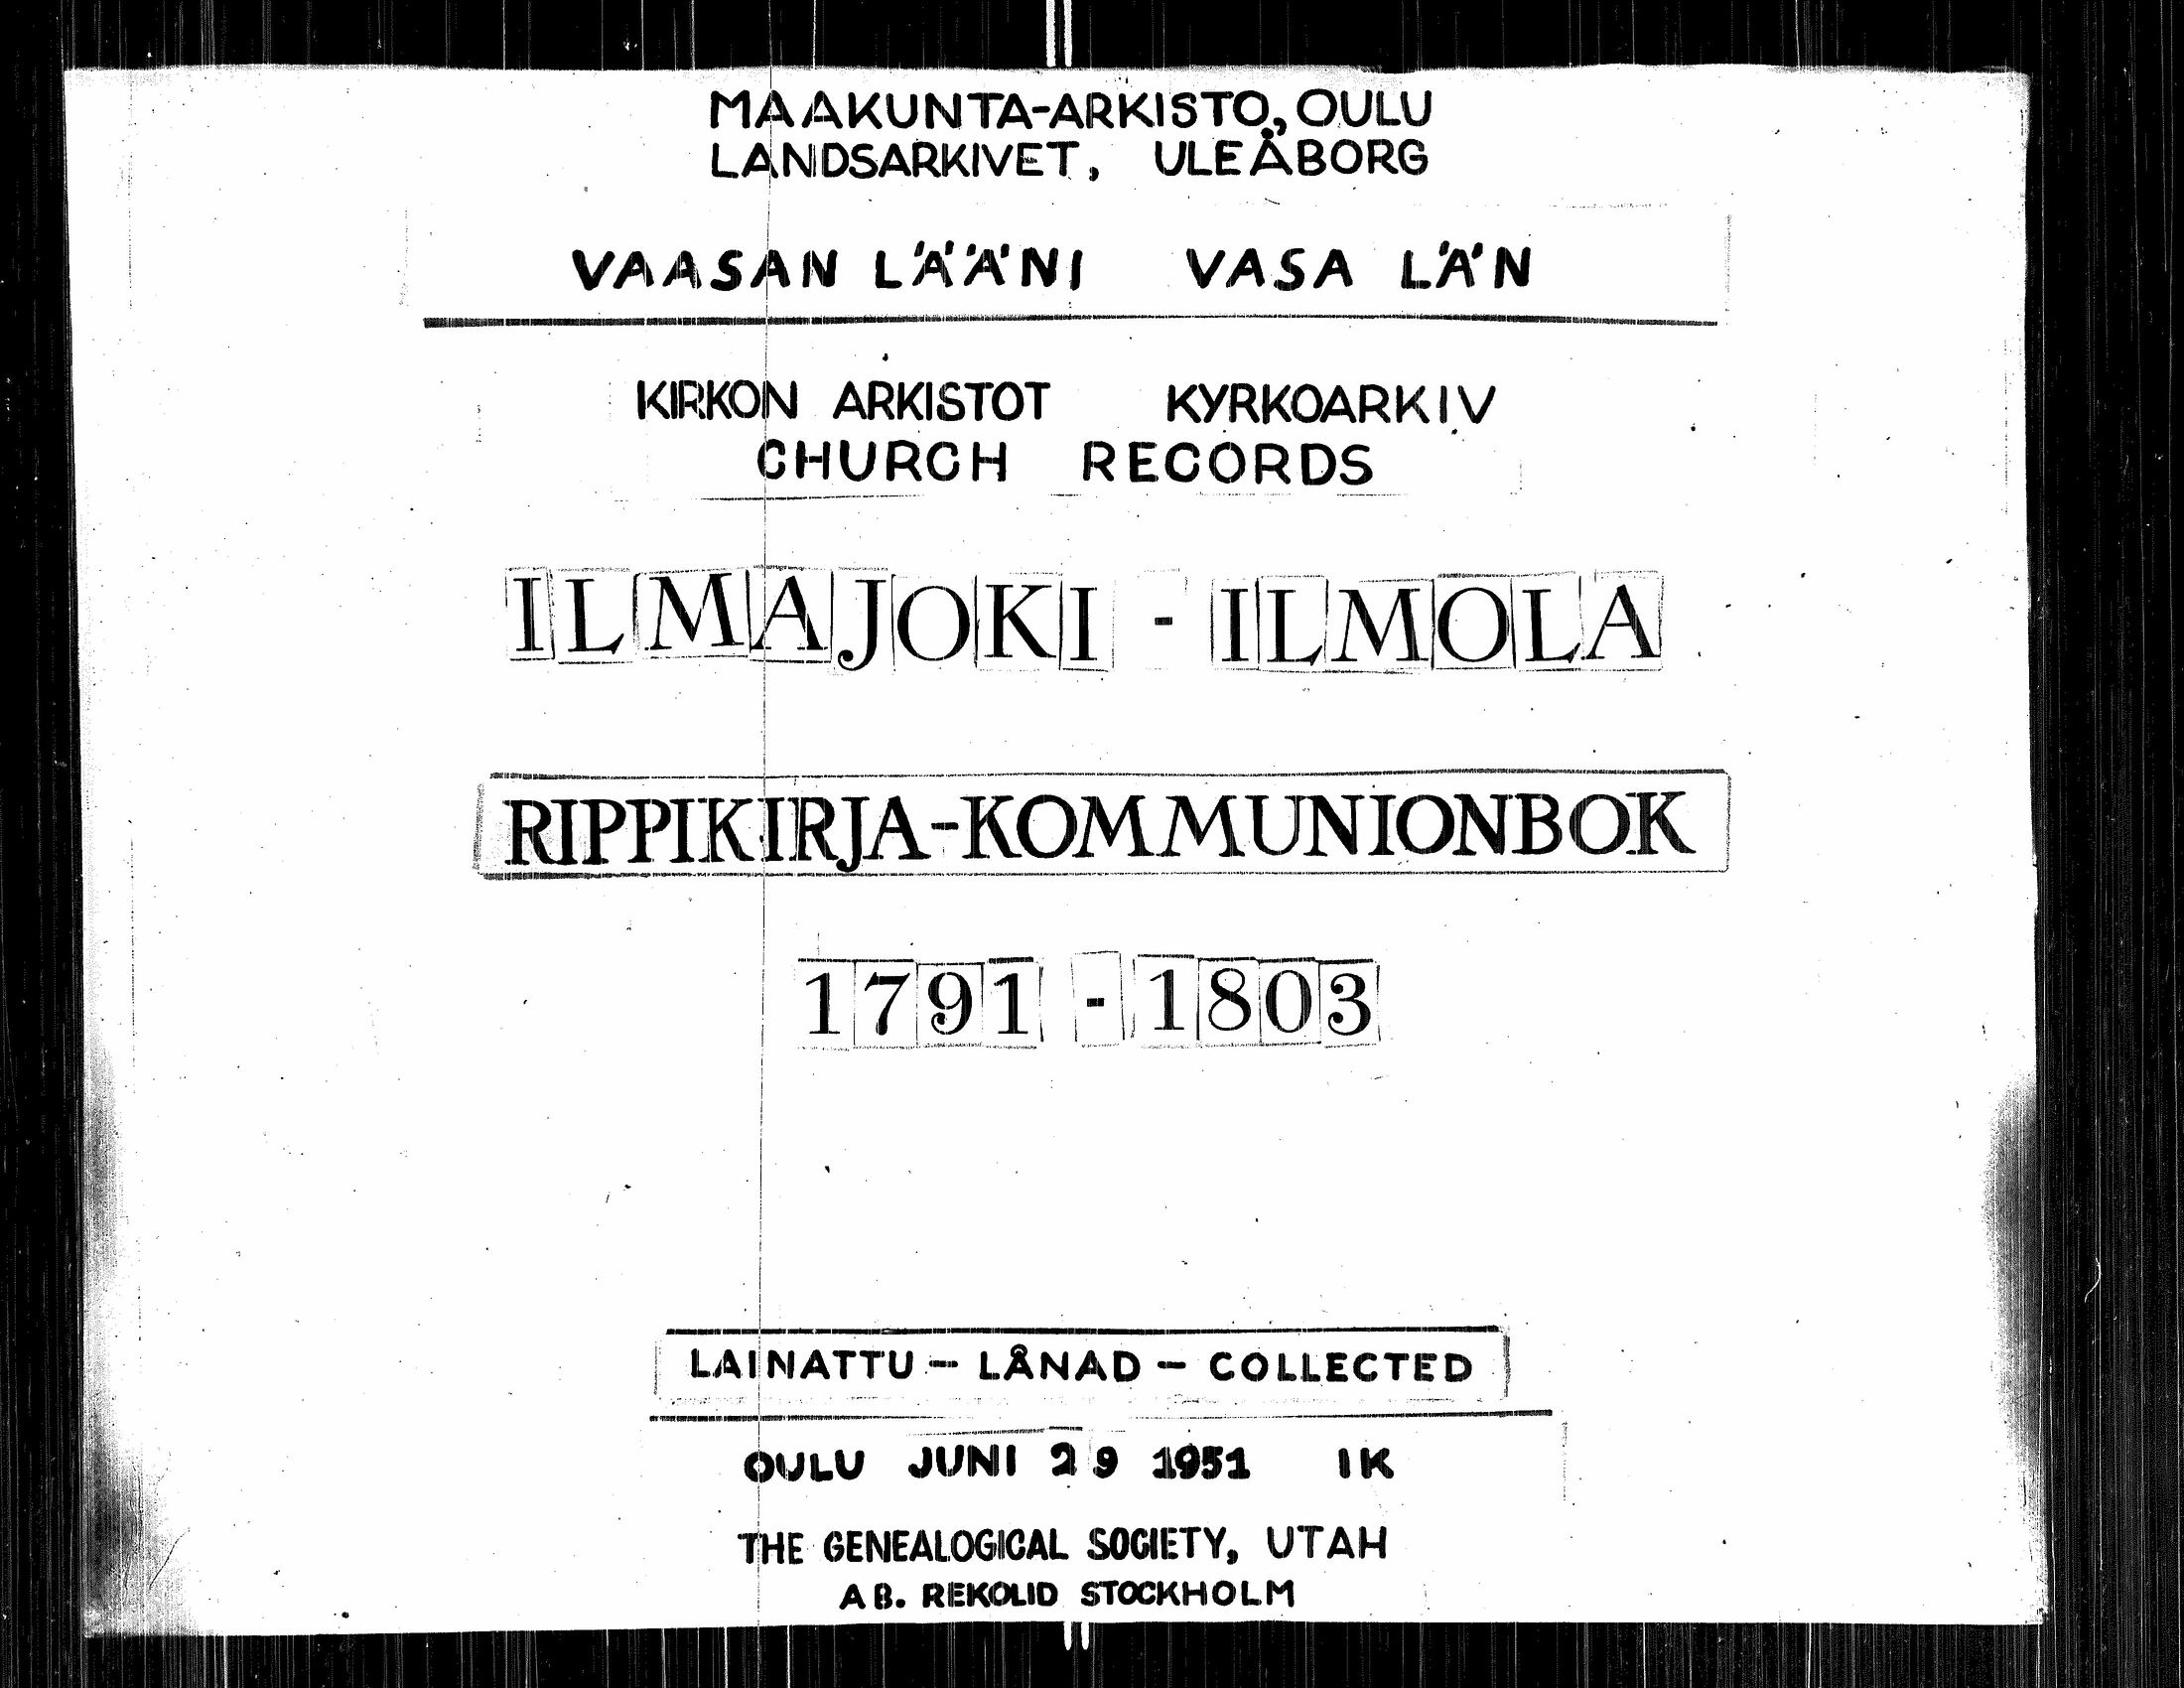 MAAKUNTA-ARKISTO, OULU
LANDSARKIVET, ULEÅBORG
VAASAN LÄÄNI VASA LÄN
KIRKON ARKISTOT KYRKOARKIV
CHURCH RECORDS
ILMAJOKI - ILMOLA
RIPPIKIRJA-KOMMUNIONBOK
1791 - 1803
LAINATTU - LÅNAD - COLLECTED
OULU JUNI 29 1951 IK
THE GENEALOGICAL SOCIETY, UTAH
AB. REKOLID STOCKHOLM